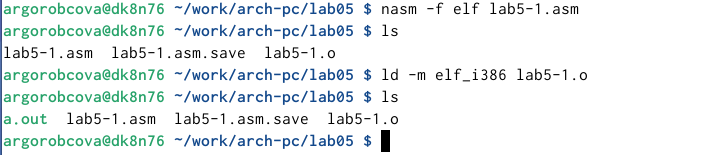 argorobcova@dk8n76 ~/work/arch-pc/lab05 $ nasm -f elf lab5-1.asm
argorobcova@dk8n76 ~/work/arch-pc/lab05 $ ls
lab5-1.asm  lab5-1.asm.save  lab5-1.o
argorobcova@dk8n76 ~/work/arch-pc/lab05 $ ld -m elf_i386 lab5-1.o
argorobcova@dk8n76 ~/work/arch-pc/lab05 $ ls
a.out  lab5-1.asm  lab5-1.asm.save  lab5-1.o
argorobcova@dk8n76 ~/work/arch-pc/lab05 $